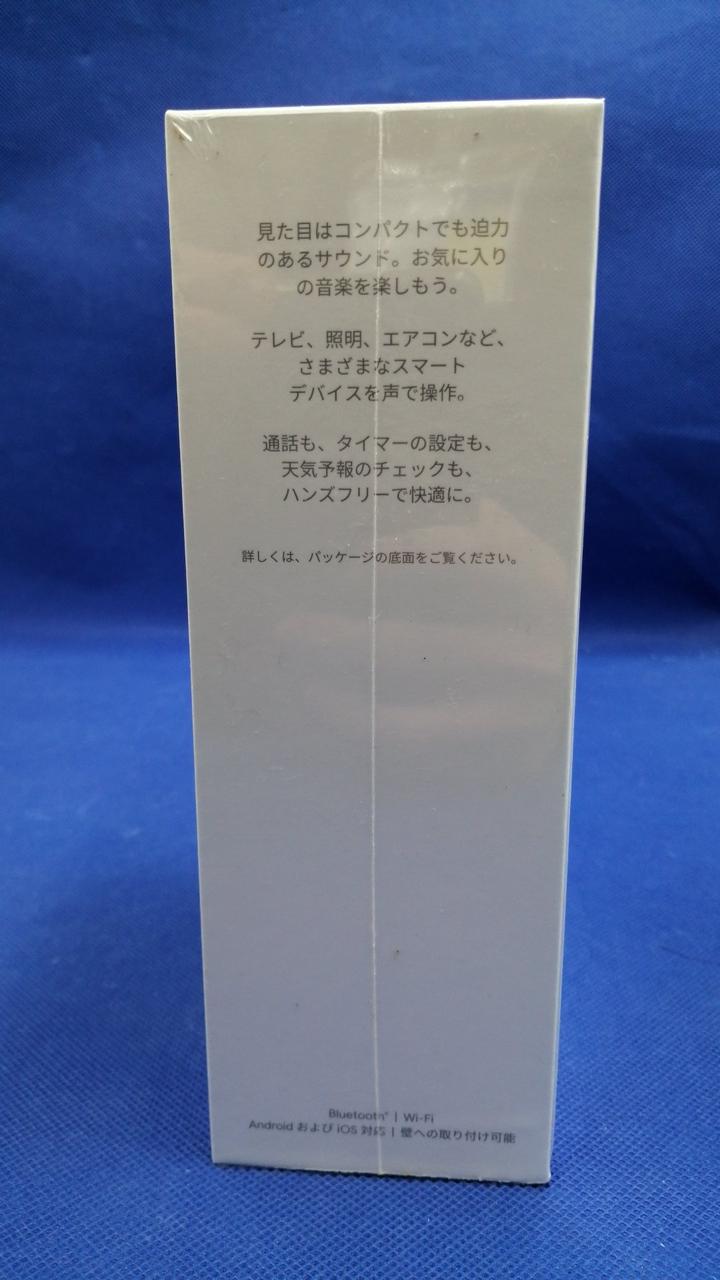 見た目はコンパクトでも迫力
のあるサウンド。お気に入り
の音楽を楽しもう。
テレビ、照明、エアコンなど、
さまざまなスマート
デバイスを声で操作。
通話も、タイマーの設定も、
天気予報のチェックも、
ハンズフリーで快適に。
詳しくは、パッケージの底面をご覧ください。
Bluetooth® | Wi-Fi
Android および iOS 対応 | 壁への取り付け可能